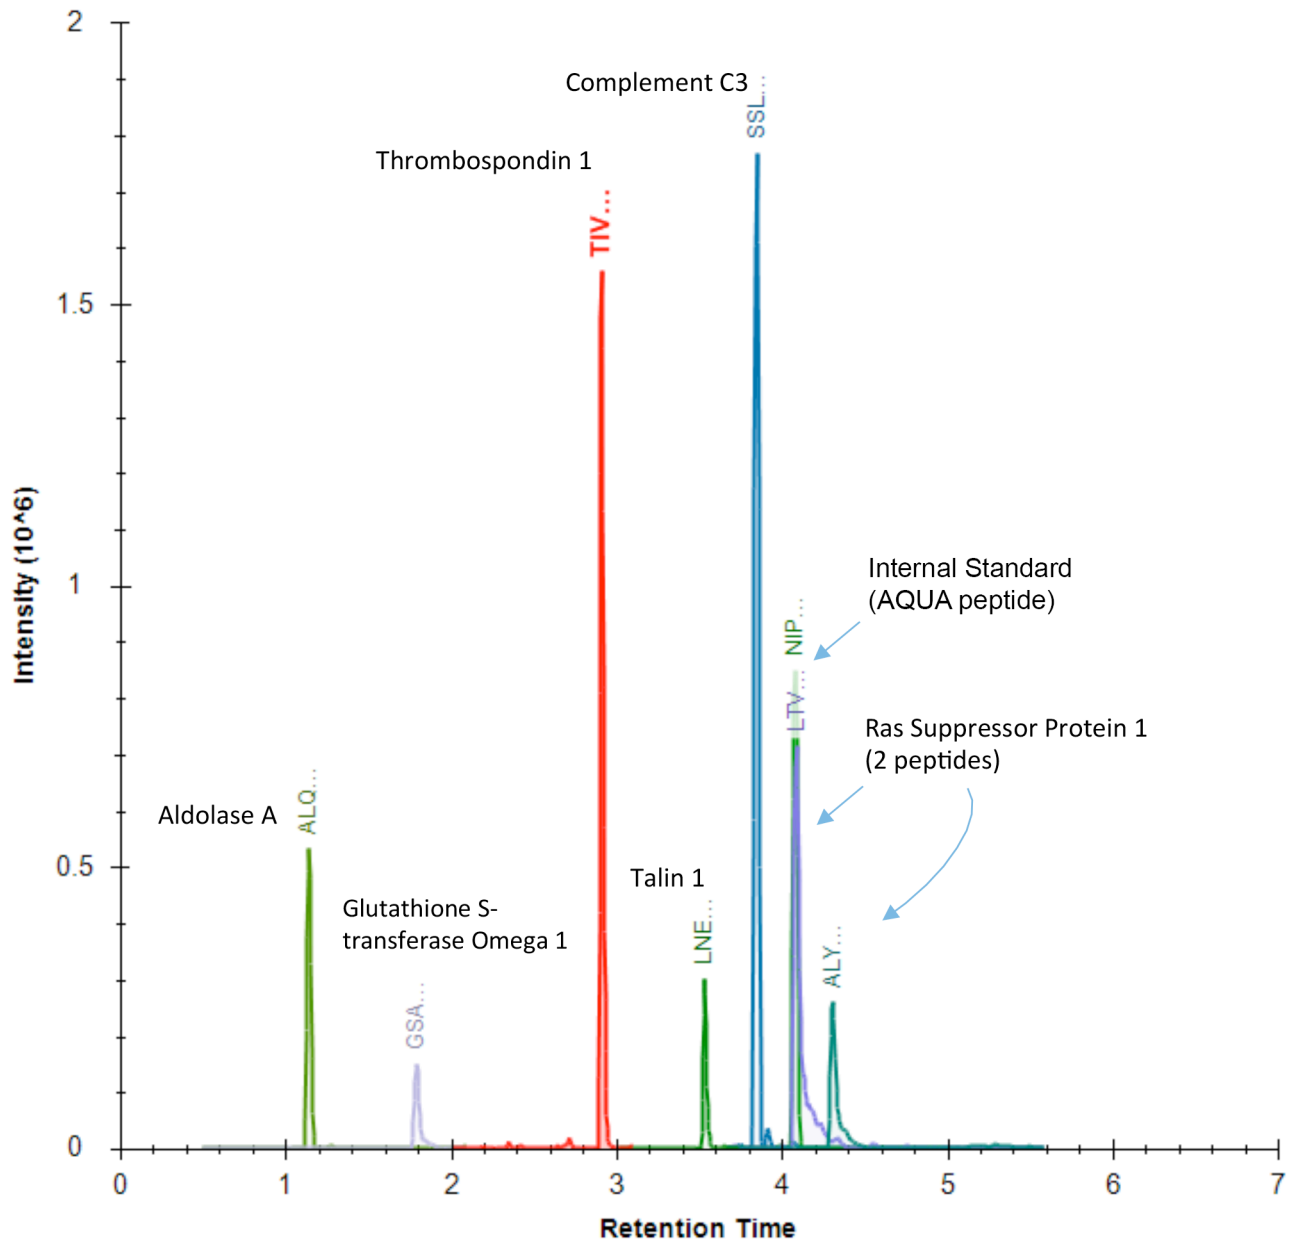 2
Complement C3
SSL...
Thrombospondin 1
TIV...
1.5
Intensity (10^6)
1
Internal Standard
(AQUA peptide)
NIP...
LTV...
Ras Suppressor Protein 1
(2 peptides)
ALQ...
Aldolase A
0.5
Talin 1
Glutathione S-
transferase Omega 1
LNE...
ALY...
GSA...
0
0 1 2 3 4 5 6 7
Retention Time